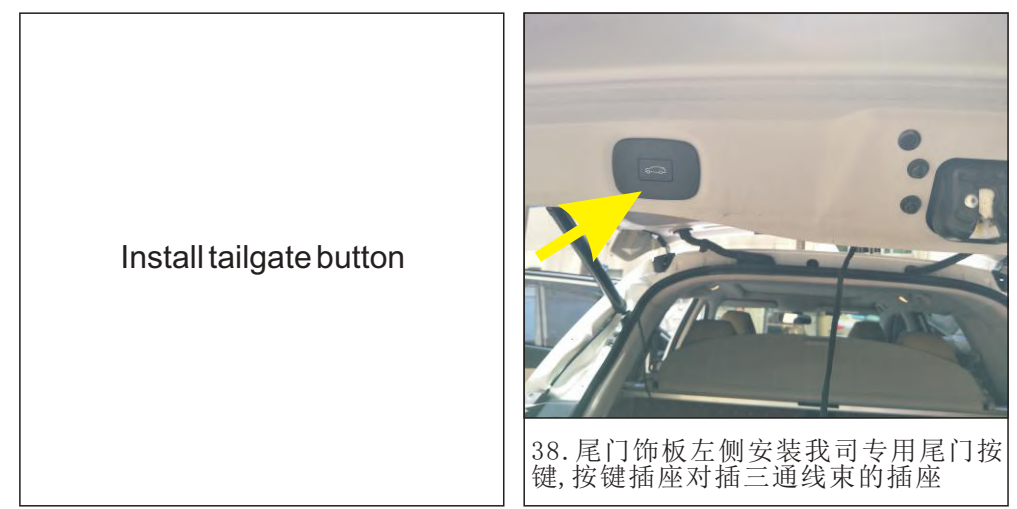 Install tailgate button
38.尾门饰板左侧安装我司专用尾门按
键,按键插座对插三通线束的插座